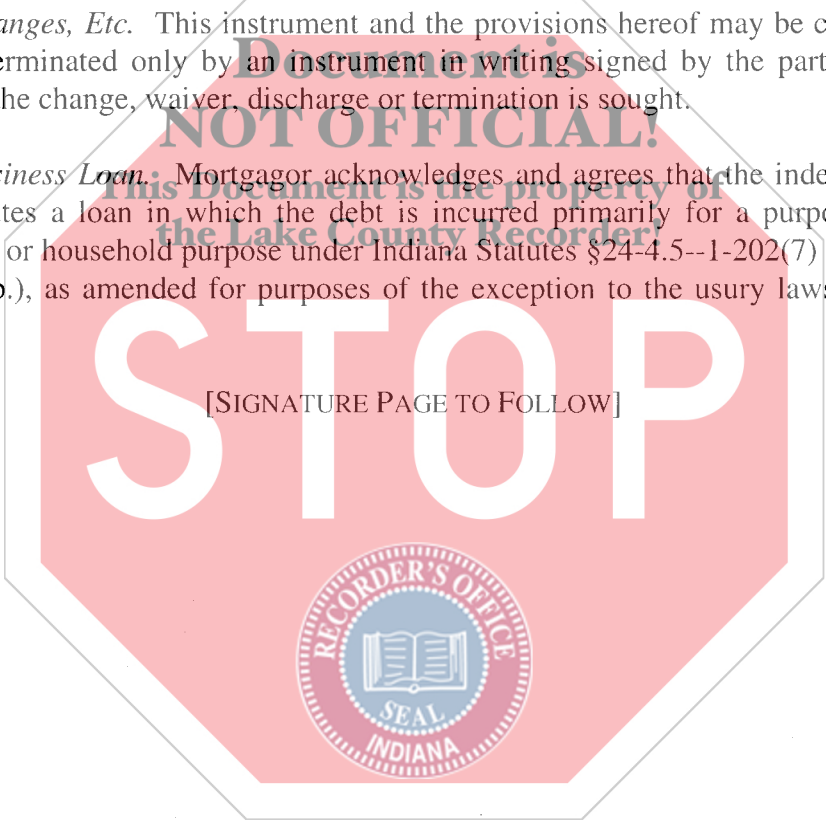 anges, Etc. This instrument and the provisions hereof may be c
erminated only by an instrument in writing signed by the part
he change, waiver, discharge or termination is sought.
siness Loan. Mortgagor acknowledges and agrees that the inde
tes a loan in which the debt is incurred primarily for a purp
or household purpose under Indiana Statutes §24-4.5--1-202(7)
p.), as amended for purposes of the exception to the usury laws
[SIGNATURE PAGE TO FOLLOW]
Document is
NOT OFFICIAL!
This Document is the property of
the Lake County Recorder!
STOP
RECORDER'S OFFICE
SEAL
INDIANA